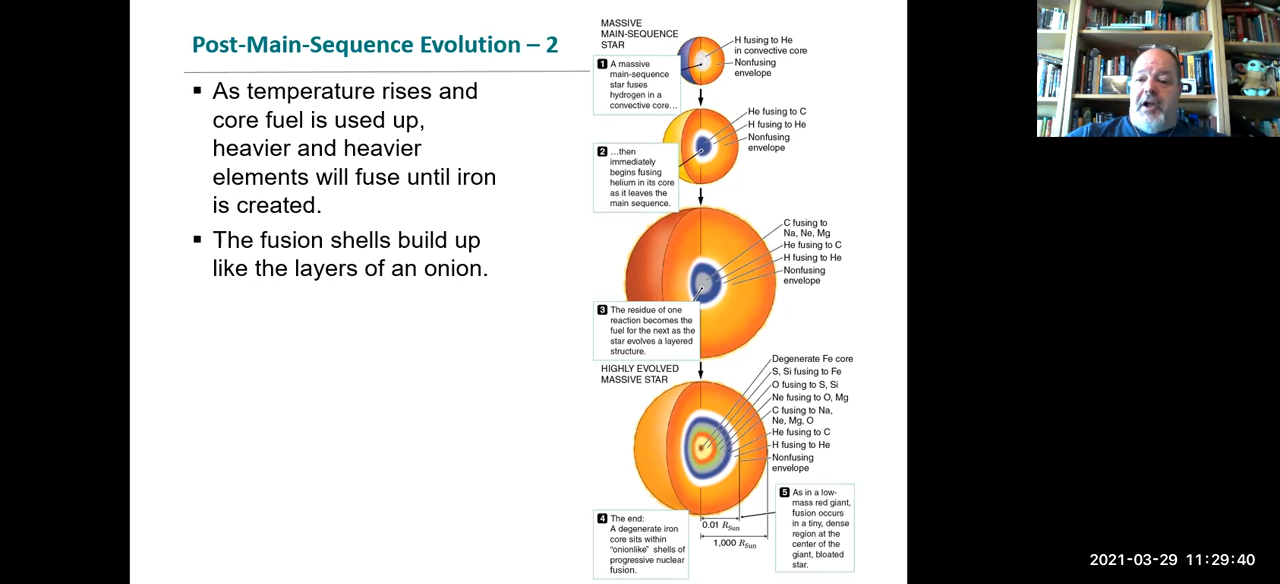 Post-Main-Sequence Evolution – 2
▪ As temperature rises and
core fuel is used up,
heavier and heavier
elements will fuse until iron
is created.
▪ The fusion shells build up
like the layers of an onion.
MASSIVE
MAIN-SEQUENCE
STAR
H fusing to He
in convective core
Nonfusing
envelope
1 A massive
main-sequence
star fuses
hydrogen in a
convective core…
He fusing to C
H fusing to He
Nonfusing
envelope
2 …then
immediately
begins fusing
helium in its core
as it leaves the
main sequence.
C fusing to
Na, Ne, Mg
He fusing to C
H fusing to He
Nonfusing
envelope
3 The residue of one
reaction becomes the
fuel for the next as the
star evolves a layered
structure.
HIGHLY EVOLVED
MASSIVE STAR
Degenerate Fe core
S, Si fusing to Fe
O fusing to S, Si
Ne fusing to O, Mg
C fusing to Na,
Ne, Mg, O
He fusing to C
H fusing to He
Nonfusing
envelope
4 The end:
A degenerate iron
core sits within
"onionlike" shells of
progressive nuclear
fusion.
0.01 RSun
1,000 RSun
5 As in a low-
mass red giant,
fusion occurs
in a tiny, dense
region at the
center of the
giant, bloated
star.
2021-03-29 11:29:40